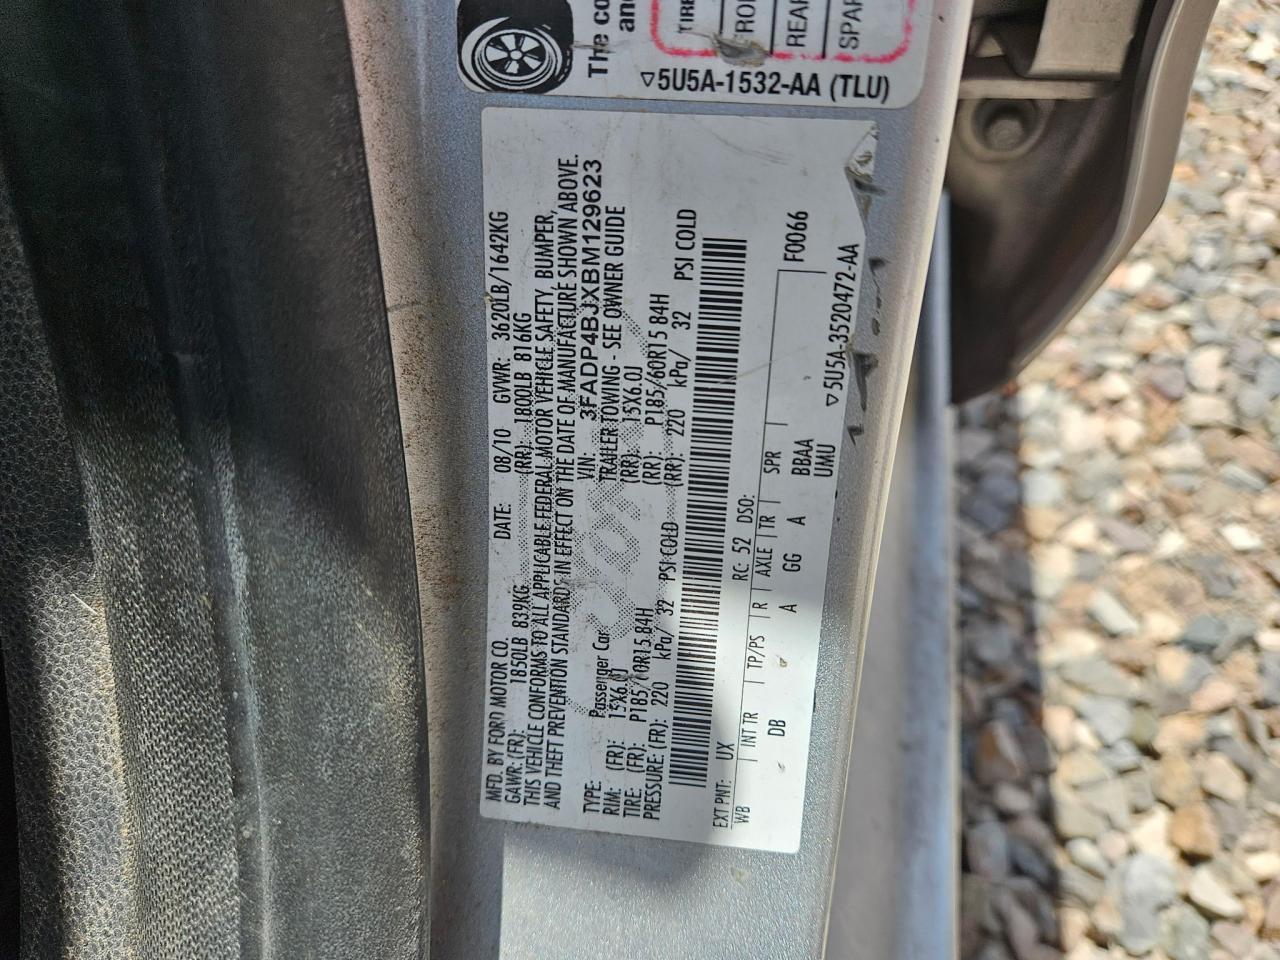 The co
and
TIRE
FRO
REAR
SPAR
▽5U5A-1532-AA (TLU)
MFD. BY FORD MOTOR CO. DATE: 08/10 GVWR: 3620LB/1642KG
GAWR: (FR): 1850LB 839KG (RR): 1800LB 816KG
THIS VEHICLE CONFORMS TO ALL APPLICABLE FEDERAL MOTOR VEHICLE SAFETY, BUMPER,
AND THEFT PREVENTION STANDARDS IN EFFECT ON THE DATE OF MANUFACTURE SHOWN ABOVE.
VIN: 3FADP4BJXBM129623
TYPE: Passenger Car TRAILER TOWING - SEE OWNER GUIDE
RIM: (FR): 15X6.0J (RR): 15X6.0J
TIRE: (FR): P185/60R15 84H (RR): P185/60R15 84H
PRESSURE: (FR): 220 kPa/ 32 PSI COLD (RR): 220 kPa/ 32 PSI COLD
EXT PNT: UX RC: 52 DSO:
WB INT TR TP/PS R AXLE TR SPR F0066
DB A GG A BBAA
UMU
▽5U5A-3520472-AA